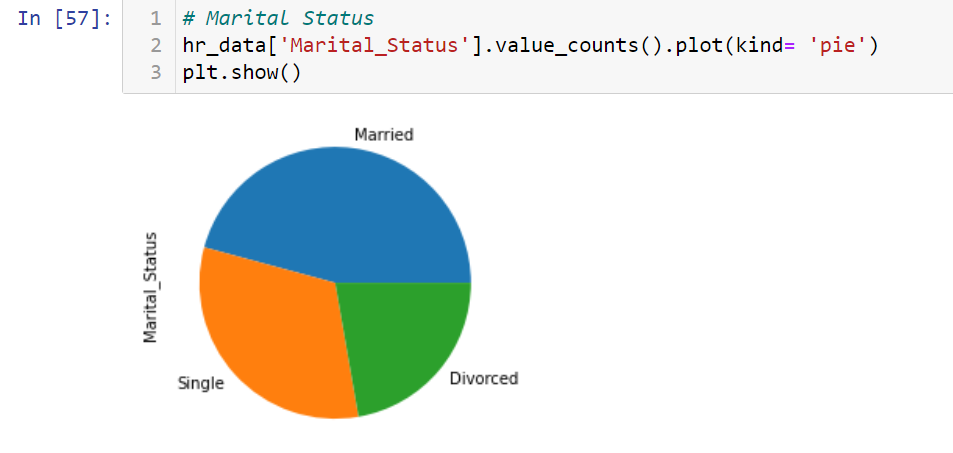 In [57]:
1 # Marital Status
2 hr_data['Marital_Status'].value_counts().plot(kind= 'pie')
3 plt.show()
Married
Marital_Status
Single
Divorced